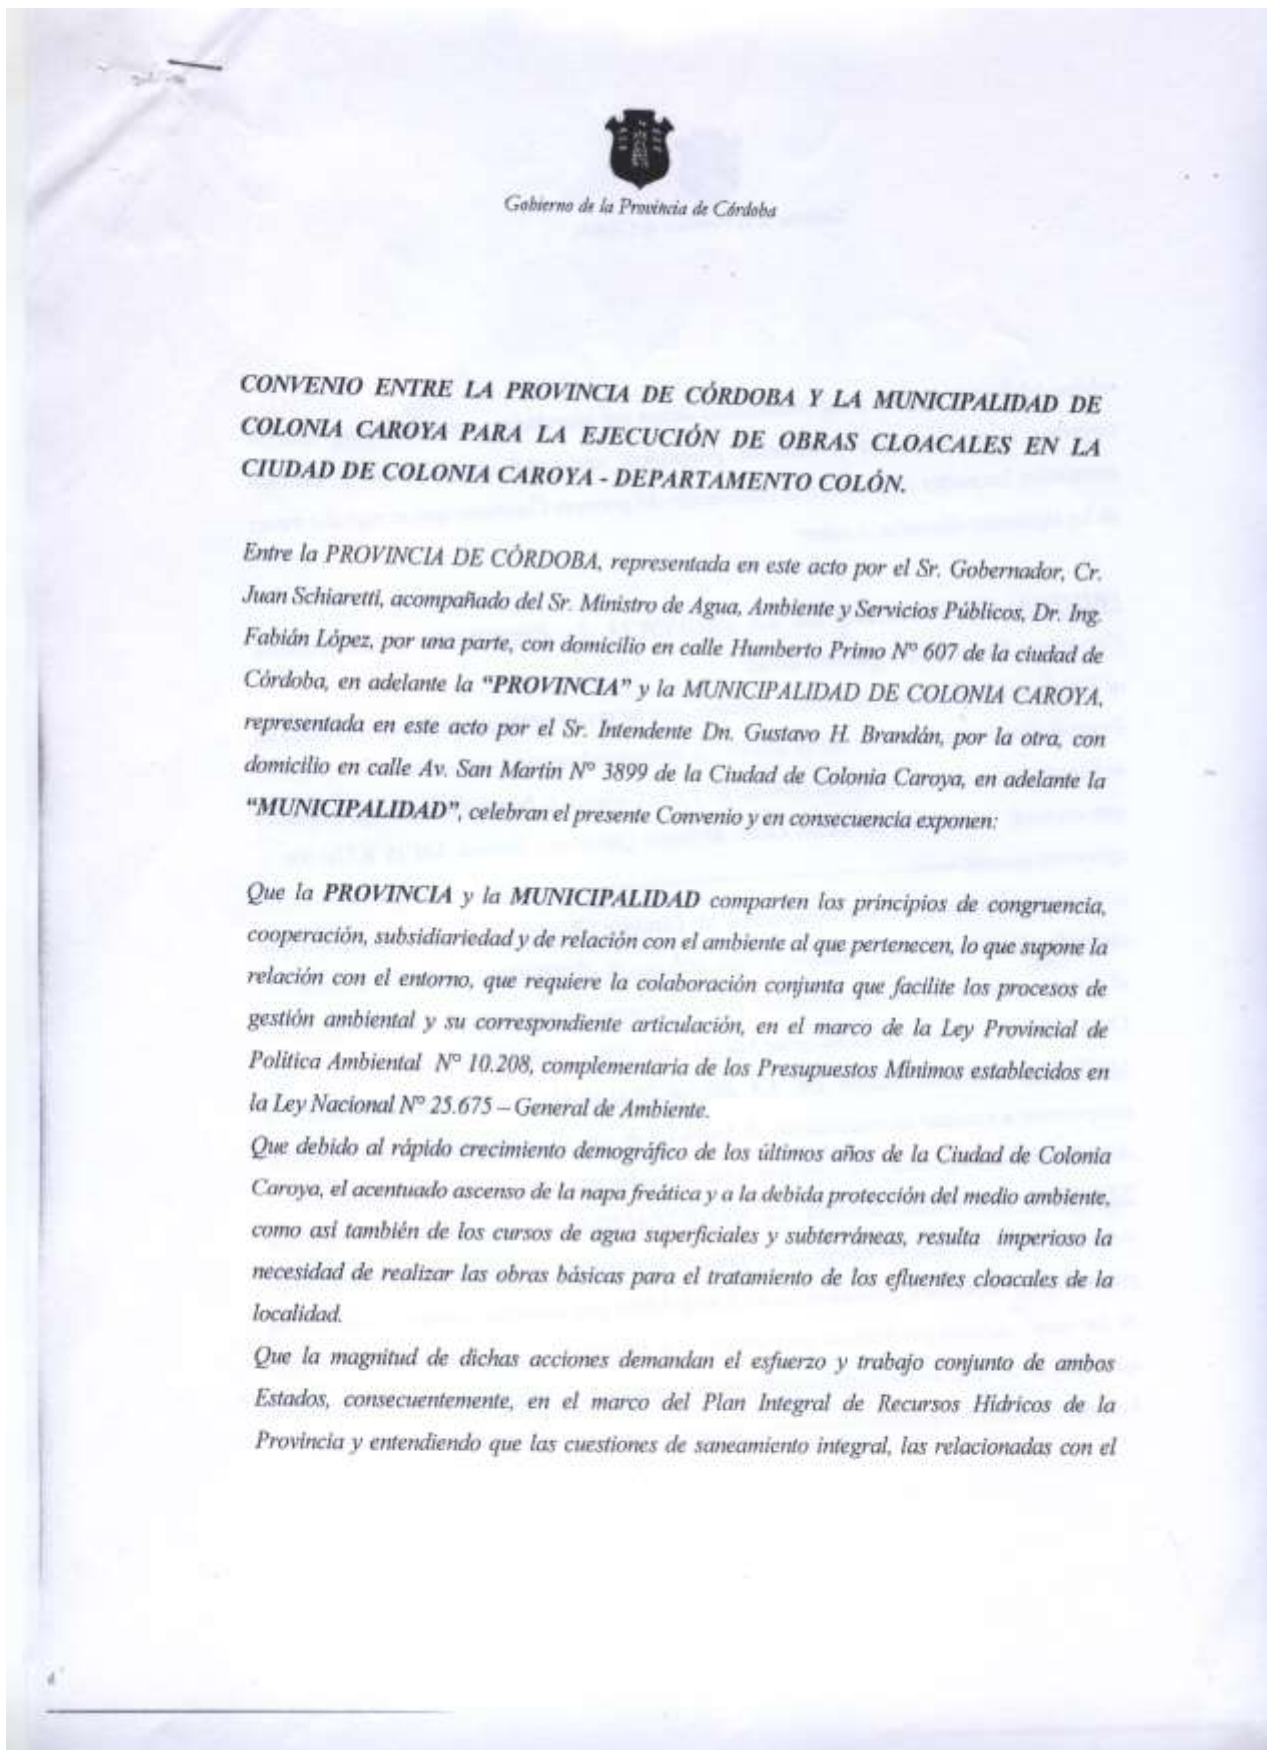 Gobierno de la Provincia de Córdoba
CONVENIO ENTRE LA PROVINCIA DE CÓRDOBA Y LA MUNICIPALIDAD DE
COLONIA CAROYA PARA LA EJECUCIÓN DE OBRAS CLOACALES EN LA
CIUDAD DE COLONIA CAROYA - DEPARTAMENTO COLÓN.
Entre la PROVINCIA DE CÓRDOBA, representada en este acto por el Sr. Gobernador, Cr.
Juan Schiaretti, acompañado del Sr. Ministro de Agua, Ambiente y Servicios Públicos, Dr. Ing.
Fabián López, por una parte, con domicilio en calle Humberto Primo Nº 607 de la ciudad de
Córdoba, en adelante la “PROVINCIA” y la MUNICIPALIDAD DE COLONIA CAROYA,
representada en este acto por el Sr. Intendente Dn. Gustavo H. Brandán, por la otra, con
domicilio en calle Av. San Martín Nº 3899 de la Ciudad de Colonia Caroya, en adelante la
“MUNICIPALIDAD”, celebran el presente Convenio y en consecuencia exponen:
Que la PROVINCIA y la MUNICIPALIDAD comparten los principios de congruencia,
cooperación, subsidiariedad y de relación con el ambiente al que pertenecen, lo que supone la
relación con el entorno, que requiere la colaboración conjunta que facilite los procesos de
gestión ambiental y su correspondiente articulación, en el marco de la Ley Provincial de
Política Ambiental Nº 10.208, complementaria de los Presupuestos Mínimos establecidos en
la Ley Nacional Nº 25.675 – General de Ambiente.
Que debido al rápido crecimiento demográfico de los últimos años de la Ciudad de Colonia
Caroya, el acentuado ascenso de la napa freática y a la debida protección del medio ambiente,
como así también de los cursos de agua superficiales y subterráneas, resulta imperioso la
necesidad de realizar las obras básicas para el tratamiento de los efluentes cloacales de la
localidad.
Que la magnitud de dichas acciones demandan el esfuerzo y trabajo conjunto de ambos
Estados, consecuentemente, en el marco del Plan Integral de Recursos Hídricos de la
Provincia y entendiendo que las cuestiones de saneamiento integral, las relacionadas con el